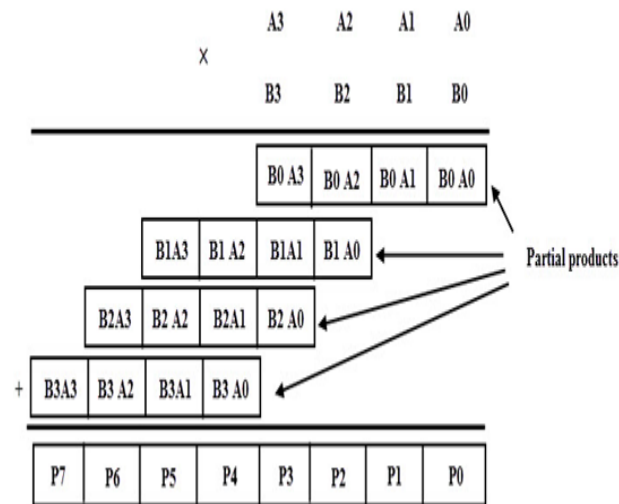 A3 A2 A1 A0
×
B3 B2 B1 B0
B0 A3 B0 A2 B0 A1 B0 A0
B1A3 B1 A2 B1A1 B1 A0
Partial products
B2A3 B2 A2 B2A1 B2 A0
+ B3A3 B3 A2 B3A1 B3 A0
P7 P6 P5 P4 P3 P2 P1 P0